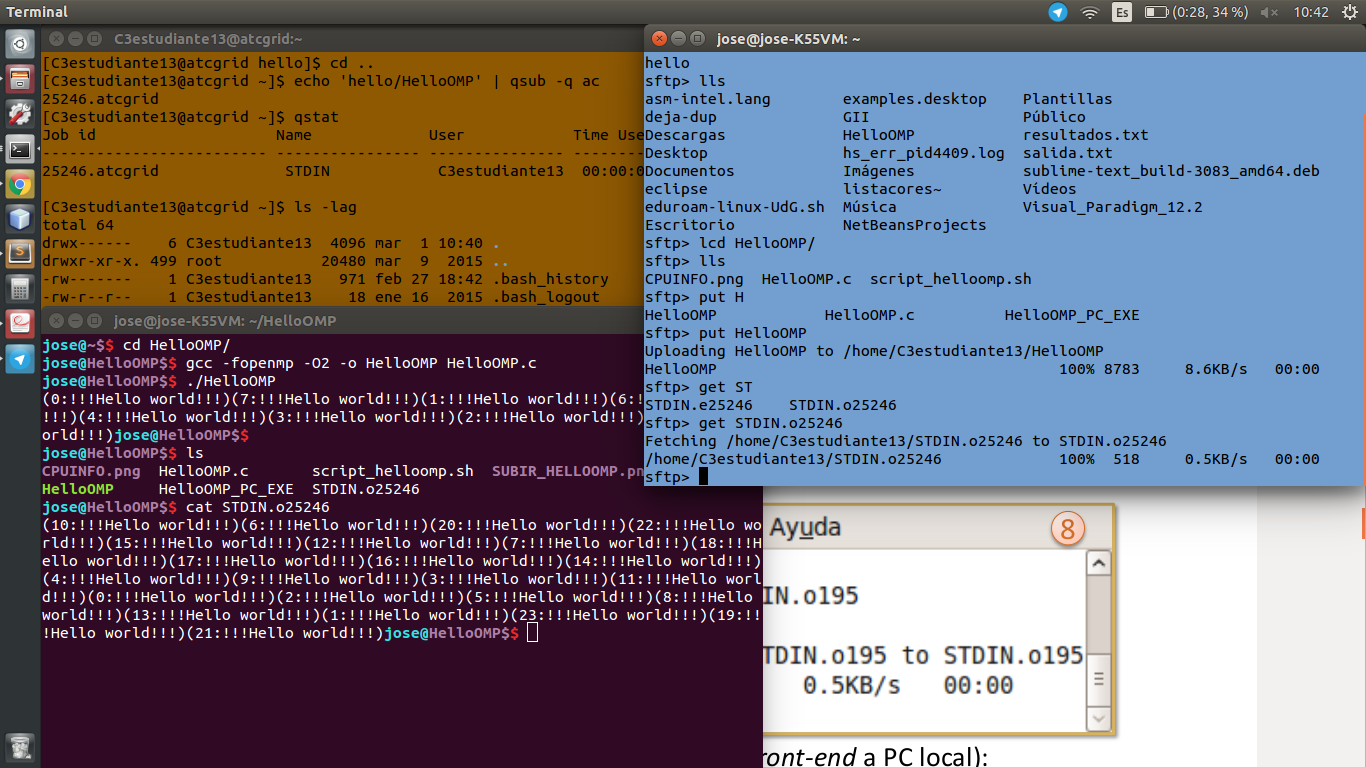 Terminal
Es
(0:28, 34 %)
10:42
C3estudiante13@atcgrid:~
[C3estudiante13@atcgrid hello]$ cd ..
[C3estudiante13@atcgrid ~]$ echo 'hello/HelloOMP' | qsub -q ac
25246.atcgrid
[C3estudiante13@atcgrid ~]$ qstat
Job id                    Name             User            Time Use
------------------------- ---------------- --------------- --------
25246.atcgrid              STDIN            C3estudiante13  00:00:0
[C3estudiante13@atcgrid ~]$ ls -lag
total 64
drwx------   6 C3estudiante13  4096 mar  1 10:40 .
drwxr-xr-x. 499 root          20480 mar  9  2015 ..
-rw-------   1 C3estudiante13   971 feb 27 18:42 .bash_history
-rw-r--r--   1 C3estudiante13    18 ene 16  2015 .bash_logout
jose@jose-K55VM: ~/HelloOMP
jose@~$$ cd HelloOMP/
jose@HelloOMP$$ gcc -fopenmp -O2 -o HelloOMP HelloOMP.c
jose@HelloOMP$$ ./HelloOMP
(0:!!!Hello world!!!)(7:!!!Hello world!!!)(1:!!!Hello world!!!)(6:!
!!!)(4:!!!Hello world!!!)(3:!!!Hello world!!!)(2:!!!Hello world!!!)
orld!!!)jose@HelloOMP$$
jose@HelloOMP$$ ls
CPUINFO.png  HelloOMP.c       script_helloomp.sh  SUBIR_HELLOOMP.pn
HelloOMP     HelloOMP_PC_EXE  STDIN.o25246
jose@HelloOMP$$ cat STDIN.o25246
(10:!!!Hello world!!!)(6:!!!Hello world!!!)(20:!!!Hello world!!!)(22:!!!Hello wo
rld!!!)(15:!!!Hello world!!!)(12:!!!Hello world!!!)(7:!!!Hello world!!!)(18:!!!H
ello world!!!)(17:!!!Hello world!!!)(16:!!!Hello world!!!)(14:!!!Hello world!!!)
(4:!!!Hello world!!!)(9:!!!Hello world!!!)(3:!!!Hello world!!!)(11:!!!Hello worl
d!!!)(0:!!!Hello world!!!)(2:!!!Hello world!!!)(5:!!!Hello world!!!)(8:!!!Hello
world!!!)(13:!!!Hello world!!!)(1:!!!Hello world!!!)(23:!!!Hello world!!!)(19:!!
!Hello world!!!)(21:!!!Hello world!!!)jose@HelloOMP$$
jose@jose-K55VM: ~
hello
sftp> lls
asm-intel.lang        examples.desktop    Plantillas
deja-dup              GII                 Público
Descargas             HelloOMP            resultados.txt
Desktop               hs_err_pid4409.log  salida.txt
Documentos            Imágenes            sublime-text_build-3083_amd64.deb
eclipse               listacores~         Vídeos
eduroam-linux-UdG.sh  Música              Visual_Paradigm_12.2
Escritorio            NetBeansProjects
sftp> lcd HelloOMP/
sftp> lls
CPUINFO.png  HelloOMP.c  script_helloomp.sh
sftp> put H
HelloOMP            HelloOMP.c          HelloOMP_PC_EXE
sftp> put HelloOMP
Uploading HelloOMP to /home/C3estudiante13/HelloOMP
HelloOMP                                      100% 8783     8.6KB/s   00:00
sftp> get ST
STDIN.e25246    STDIN.o25246
sftp> get STDIN.o25246
Fetching /home/C3estudiante13/STDIN.o25246 to STDIN.o25246
/home/C3estudiante13/STDIN.o25246             100%  518     0.5KB/s   00:00
sftp>
Ayuda
8
IN.o195
TDIN.o195 to STDIN.o195
0.5KB/s   00:00
ront-end a PC local):